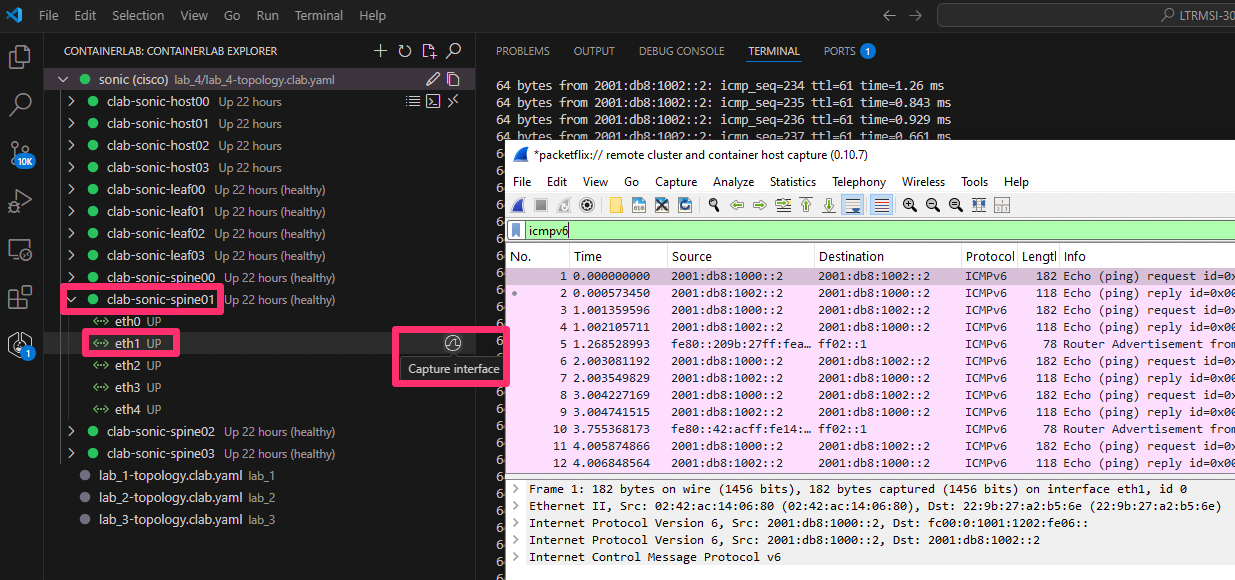 File Edit Selection View Go Run Terminal Help
LTRMSI-30
CONTAINERLAB: CONTAINERLAB EXPLORER
sonic (cisco) lab_4/lab_4-topology.clab.yaml
clab-sonic-host00 Up 22 hours
clab-sonic-host01 Up 22 hours
clab-sonic-host02 Up 22 hours
clab-sonic-host03 Up 22 hours
clab-sonic-leaf00 Up 22 hours (healthy)
clab-sonic-leaf01 Up 22 hours (healthy)
clab-sonic-leaf02 Up 22 hours (healthy)
clab-sonic-leaf03 Up 22 hours (healthy)
clab-sonic-spine00 Up 22 hours (healthy)
clab-sonic-spine01 Up 22 hours (healthy)
eth0 UP
eth1 UP
Capture interface
eth2 UP
eth3 UP
eth4 UP
clab-sonic-spine02 Up 22 hours (healthy)
clab-sonic-spine03 Up 22 hours (healthy)
lab_1-topology.clab.yaml lab_1
lab_2-topology.clab.yaml lab_2
lab_3-topology.clab.yaml lab_3
10K
1
PROBLEMS OUTPUT DEBUG CONSOLE TERMINAL PORTS 1
64 bytes from 2001:db8:1002::2: icmp_seq=234 ttl=61 time=1.26 ms
64 bytes from 2001:db8:1002::2: icmp_seq=235 ttl=61 time=0.843 ms
64 bytes from 2001:db8:1002::2: icmp_seq=236 ttl=61 time=0.929 ms
64 bytes from 2001:db8:1002::2: icmp_seq=237 ttl=61 time=0.661 ms
*packetflix:// remote cluster and container host capture (0.10.7)
File Edit View Go Capture Analyze Statistics Telephony Wireless Tools Help
icmpv6
No. Time Source Destination Protocol Lengtl Info
1 0.000000000 2001:db8:1000::2 2001:db8:1002::2 ICMPv6 182 Echo (ping) request id=0x
2 0.000573450 2001:db8:1002::2 2001:db8:1000::2 ICMPv6 118 Echo (ping) reply id=0x00
3 1.001359596 2001:db8:1000::2 2001:db8:1002::2 ICMPv6 182 Echo (ping) request id=0x
4 1.002105711 2001:db8:1002::2 2001:db8:1000::2 ICMPv6 118 Echo (ping) reply id=0x00
5 1.268528993 fe80::209b:27ff:fea… ff02::1 ICMPv6 78 Router Advertisement from
6 2.003081192 2001:db8:1000::2 2001:db8:1002::2 ICMPv6 182 Echo (ping) request id=0x
7 2.003549829 2001:db8:1002::2 2001:db8:1000::2 ICMPv6 118 Echo (ping) reply id=0x00
8 3.004227169 2001:db8:1000::2 2001:db8:1002::2 ICMPv6 182 Echo (ping) request id=0x
9 3.004741515 2001:db8:1002::2 2001:db8:1000::2 ICMPv6 118 Echo (ping) reply id=0x00
10 3.755368173 fe80::42:acff:fe14:… ff02::1 ICMPv6 78 Router Advertisement from
11 4.005874866 2001:db8:1000::2 2001:db8:1002::2 ICMPv6 182 Echo (ping) request id=0x
12 4.006848564 2001:db8:1002::2 2001:db8:1000::2 ICMPv6 118 Echo (ping) reply id=0x00
Frame 1: 182 bytes on wire (1456 bits), 182 bytes captured (1456 bits) on interface eth1, id 0
Ethernet II, Src: 02:42:ac:14:06:80 (02:42:ac:14:06:80), Dst: 22:9b:27:a2:b5:6e (22:9b:27:a2:b5:6e)
Internet Protocol Version 6, Src: 2001:db8:1000::2, Dst: fc00:0:1001:1202:fe06::
Internet Protocol Version 6, Src: 2001:db8:1000::2, Dst: 2001:db8:1002::2
Internet Control Message Protocol v6